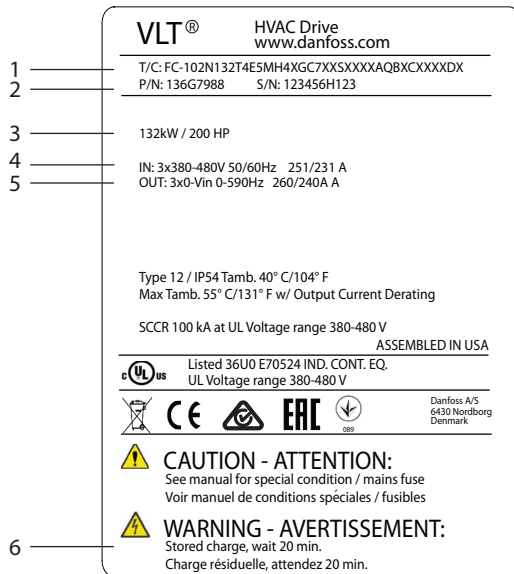 VLT® HVAC Drive
www.danfoss.com
1 T/C: FC-102N132T4E5MH4XGC7XXSXXXXAQBXCXXXXDX
2 P/N: 136G7988 S/N: 123456H123
3 132kW / 200 HP
4 IN: 3x380-480V 50/60Hz 251/231 A
5 OUT: 3x0-Vin 0-590Hz 260/240A A
Type 12 / IP54 Tamb. 40° C/104° F
Max Tamb. 55° C/131° F w/ Output Current Derating
SCCR 100 kA at UL Voltage range 380-480 V
ASSEMBLED IN USA
c UL us Listed 36U0 E70524 IND. CONT. EQ.
UL Voltage range 380-480 V
CE EAC 089
Danfoss A/S
6430 Nordborg
Denmark
CAUTION - ATTENTION:
See manual for special condition / mains fuse
Voir manuel de conditions spéciales / fusibles
WARNING - AVERTISSEMENT:
6 Stored charge, wait 20 min.
Charge résiduelle, attendez 20 min.